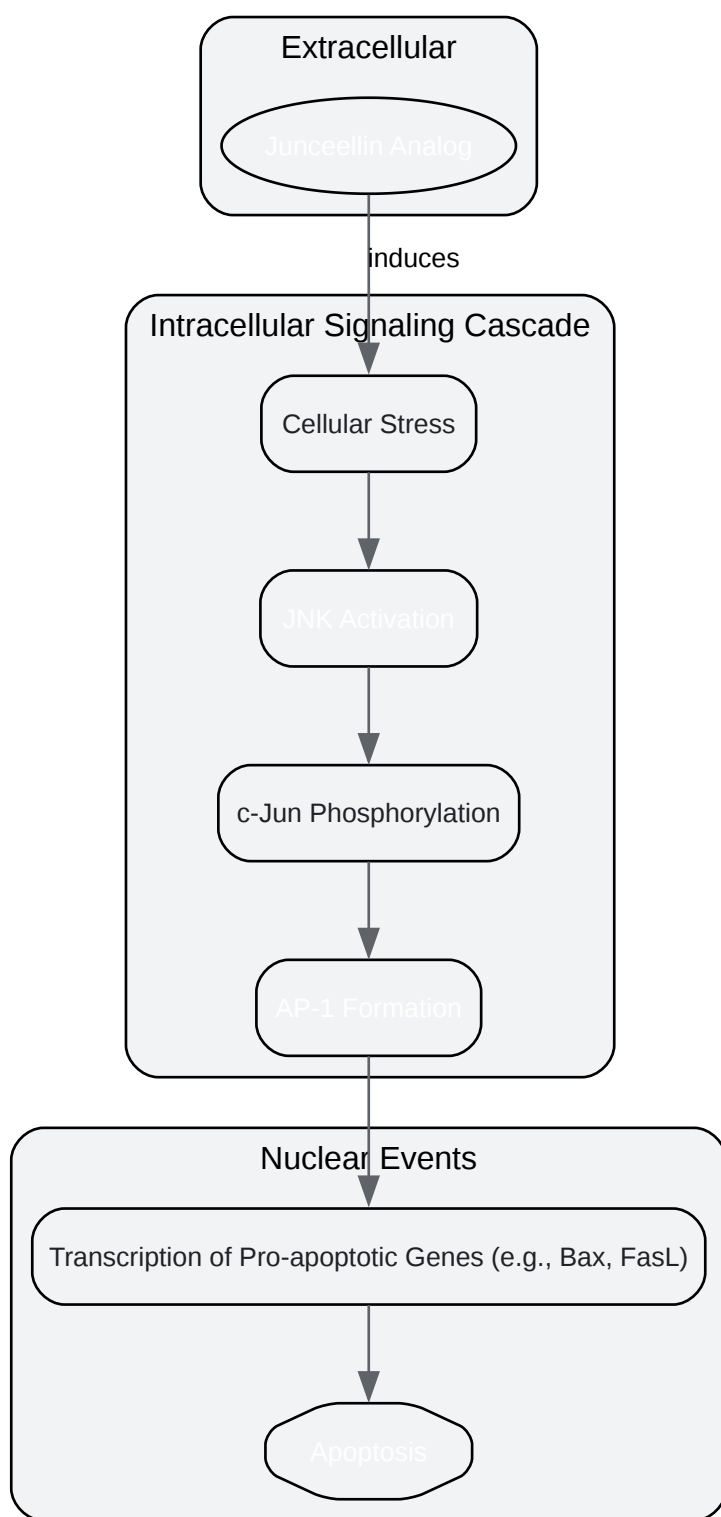 Extracellular
Junceellin Analog
induces
Intracellular Signaling Cascade
Cellular Stress
JNK Activation
c-Jun Phosphorylation
AP-1 Formation
Nuclear Events
Transcription of Pro-apoptotic Genes (e.g., Bax, FasL)
Apoptosis